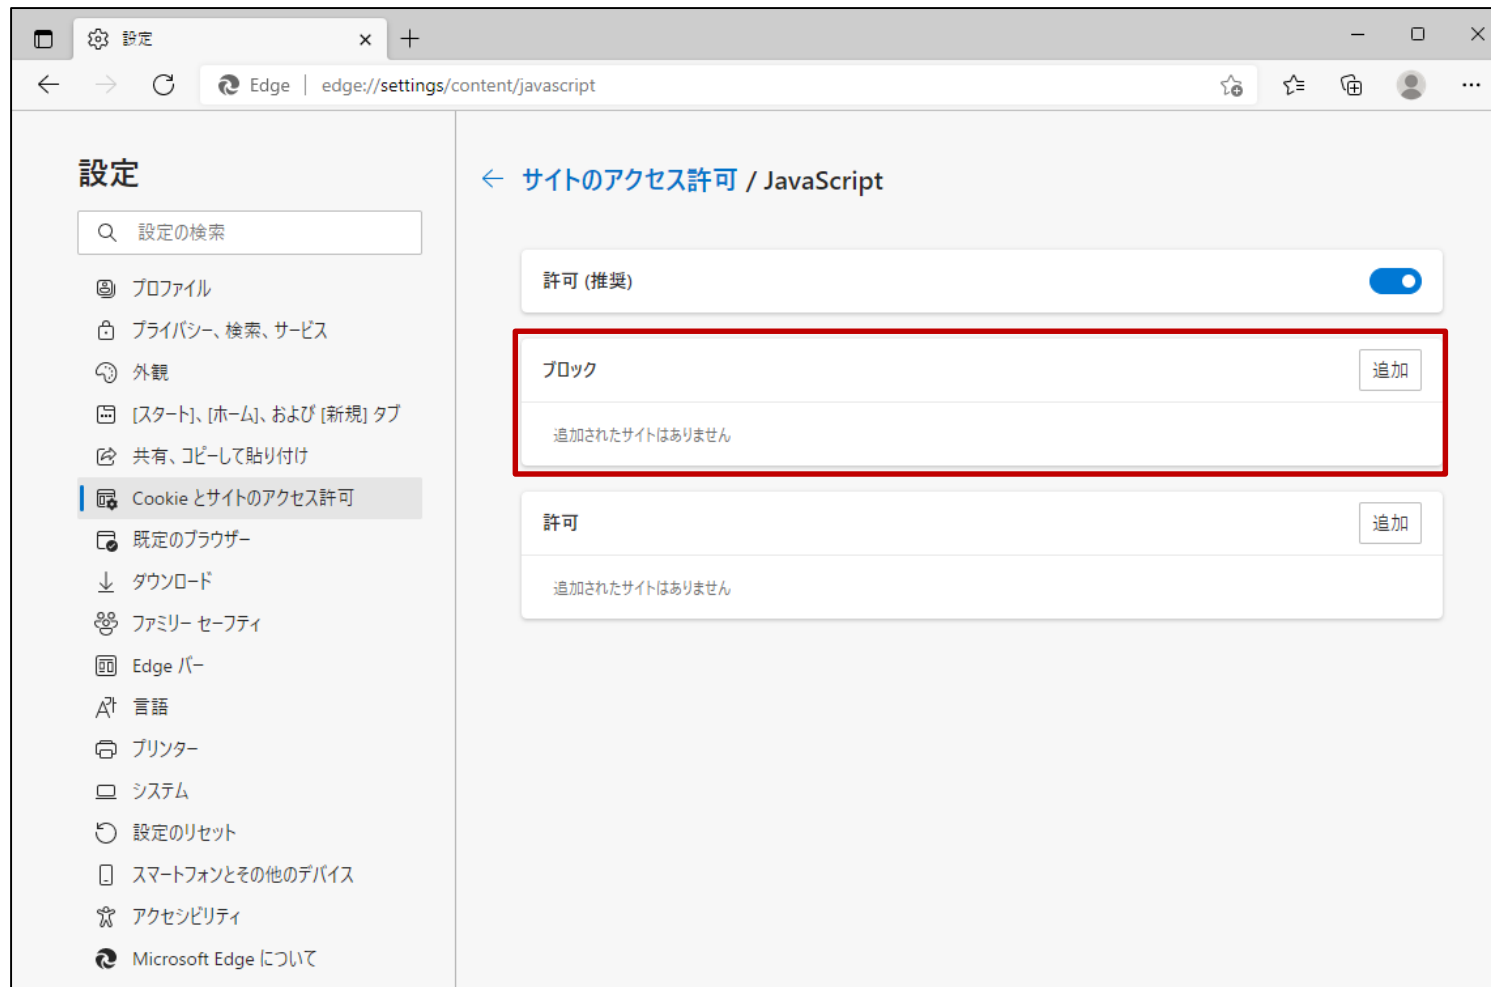 設定
Edge | edge://settings/content/javascript
設定
設定の検索
プロファイル
プライバシー、検索、サービス
外観
[スタート]、[ホーム]、および [新規] タブ
共有、コピーして貼り付け
Cookie とサイトのアクセス許可
既定のブラウザー
ダウンロード
ファミリー セーフティ
Edge バー
言語
プリンター
システム
設定のリセット
スマートフォンとその他のデバイス
アクセシビリティ
Microsoft Edge について
サイトのアクセス許可 / JavaScript
許可 (推奨)
ブロック
追加
追加されたサイトはありません
許可
追加
追加されたサイトはありません